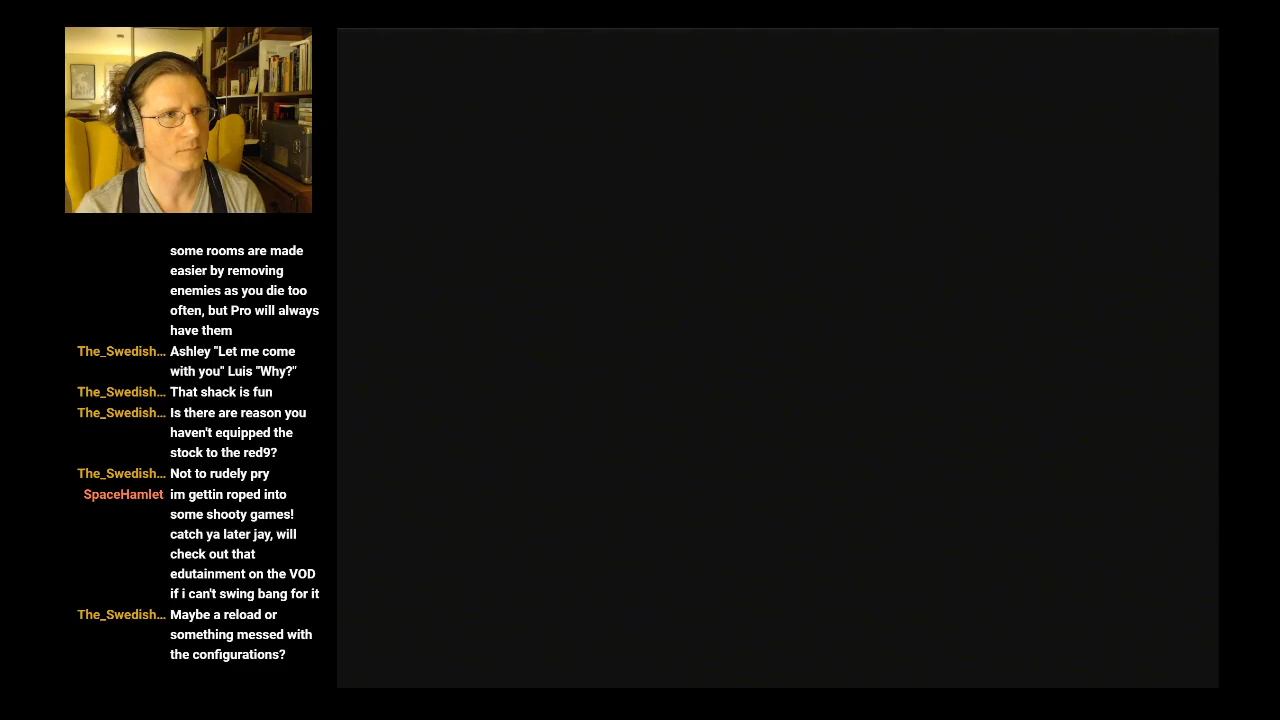 some rooms are made
easier by removing
enemies as you die too
often, but Pro will always
have them
The_Swedish... Ashley "Let me come
with you" Luis "Why?"
The_Swedish... That shack is fun
The_Swedish... Is there are reason you
haven't equipped the
stock to the red9?
The_Swedish... Not to rudely pry
SpaceHamlet im gettin roped into
some shooty games!
catch ya later jay, will
check out that
edutainment on the VOD
if i can't swing bang for it
The_Swedish... Maybe a reload or
something messed with
the configurations?